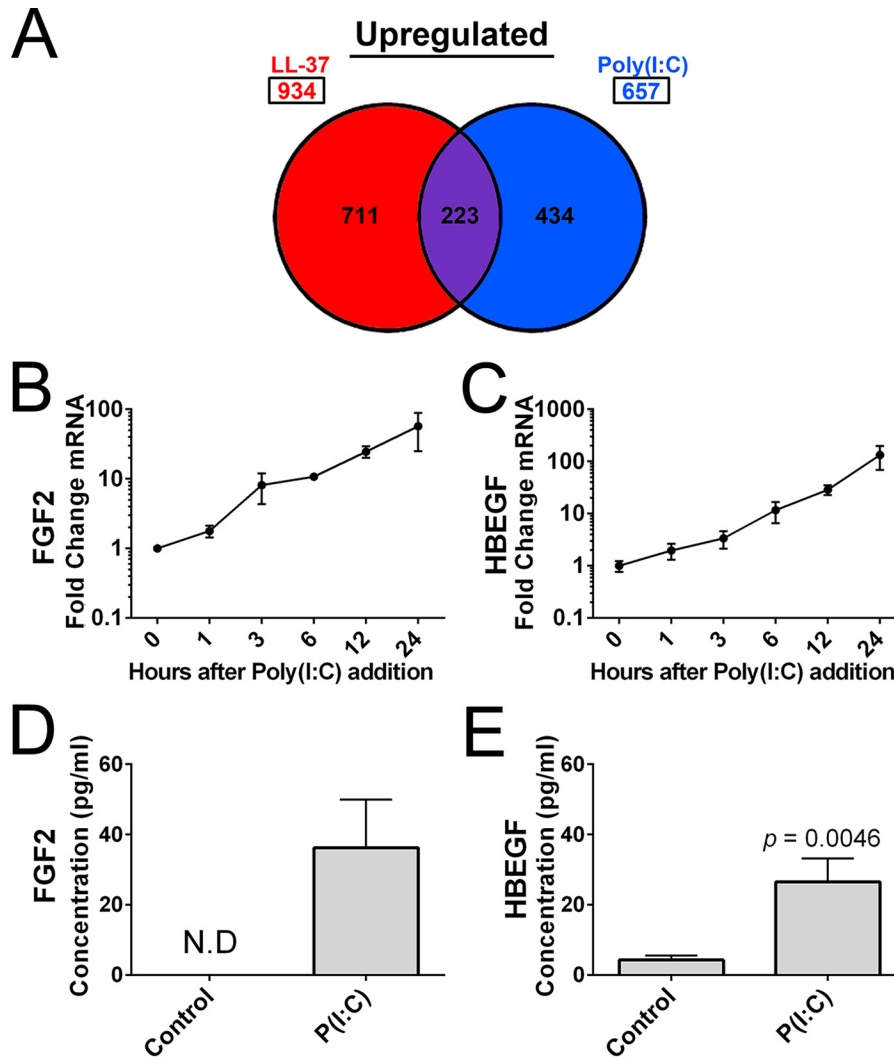 A
Upregulated
LL-37
934
Poly(I:C)
657
711
223
434
B
FGF2
Fold Change mRNA
100
10
1
0.1
0
1
3
6
12
24
Hours after Poly(I:C) addition
C
HBEGF
Fold Change mRNA
1000
100
10
1
0.1
0
1
3
6
12
24
Hours after Poly(I:C) addition
D
FGF2
Concentration (pg/ml)
60
40
20
0
N.D
Control
P(I:C)
E
HBEGF
Concentration (pg/ml)
60
40
20
0
p = 0.0046
Control
P(I:C)